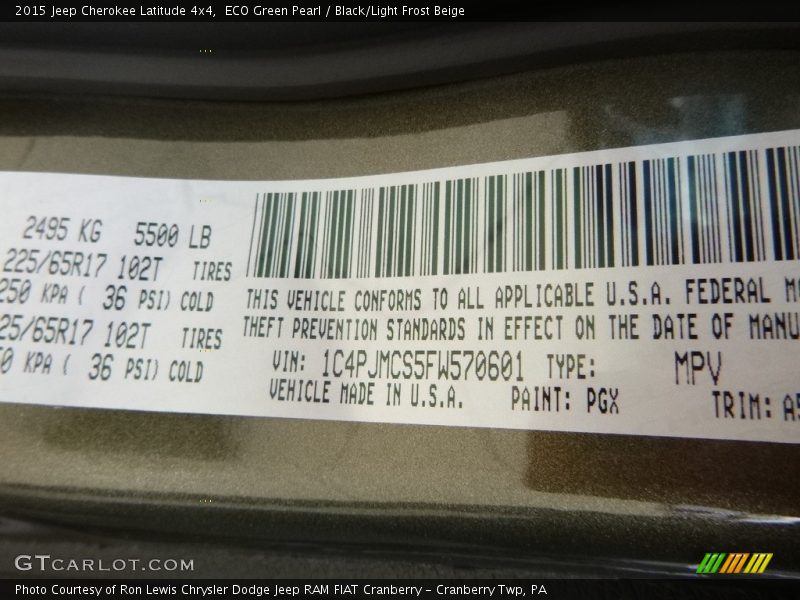 2015 Jeep Cherokee Latitude 4x4,  ECO Green Pearl / Black/Light Frost Beige
2495 KG  5500 LB
225/65R17 102T  TIRES
250 KPA ( 36 PSI) COLD
25/65R17 102T  TIRES
0 KPA ( 36 PSI) COLD
THIS VEHICLE CONFORMS TO ALL APPLICABLE U.S.A. FEDERAL M
THEFT PREVENTION STANDARDS IN EFFECT ON THE DATE OF MANU
VIN: 1C4PJMCS5FW570601 TYPE: MPV
VEHICLE MADE IN U.S.A. PAINT: PGX TRIM: A5
GTCARLOT.COM
Photo Courtesy of Ron Lewis Chrysler Dodge Jeep RAM FIAT Cranberry – Cranberry Twp, PA